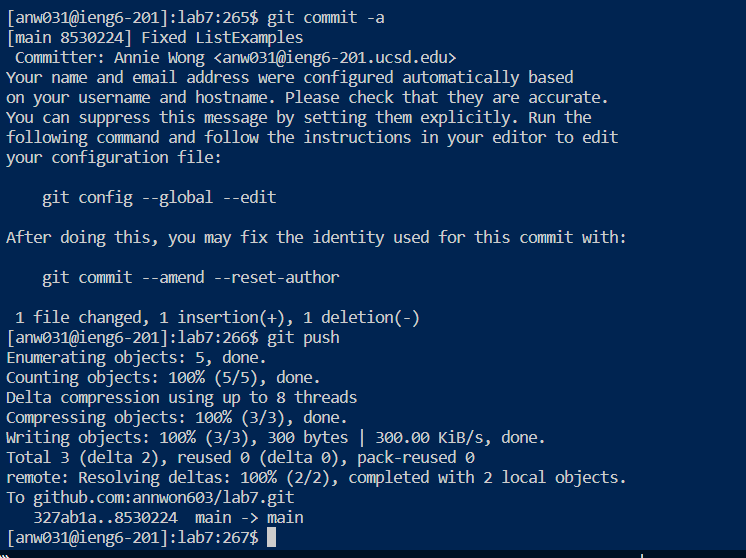 [anw031@ieng6-201]:lab7:265$ git commit -a
[main 8530224] Fixed ListExamples
 Committer: Annie Wong <anw031@ieng6-201.ucsd.edu>
Your name and email address were configured automatically based
on your username and hostname. Please check that they are accurate.
You can suppress this message by setting them explicitly. Run the
following command and follow the instructions in your editor to edit
your configuration file:

    git config --global --edit

After doing this, you may fix the identity used for this commit with:

    git commit --amend --reset-author

 1 file changed, 1 insertion(+), 1 deletion(-)
[anw031@ieng6-201]:lab7:266$ git push
Enumerating objects: 5, done.
Counting objects: 100% (5/5), done.
Delta compression using up to 8 threads
Compressing objects: 100% (3/3), done.
Writing objects: 100% (3/3), 300 bytes | 300.00 KiB/s, done.
Total 3 (delta 2), reused 0 (delta 0), pack-reused 0
remote: Resolving deltas: 100% (2/2), completed with 2 local objects.
To github.com:annwon603/lab7.git
   327ab1a..8530224  main -> main
[anw031@ieng6-201]:lab7:267$